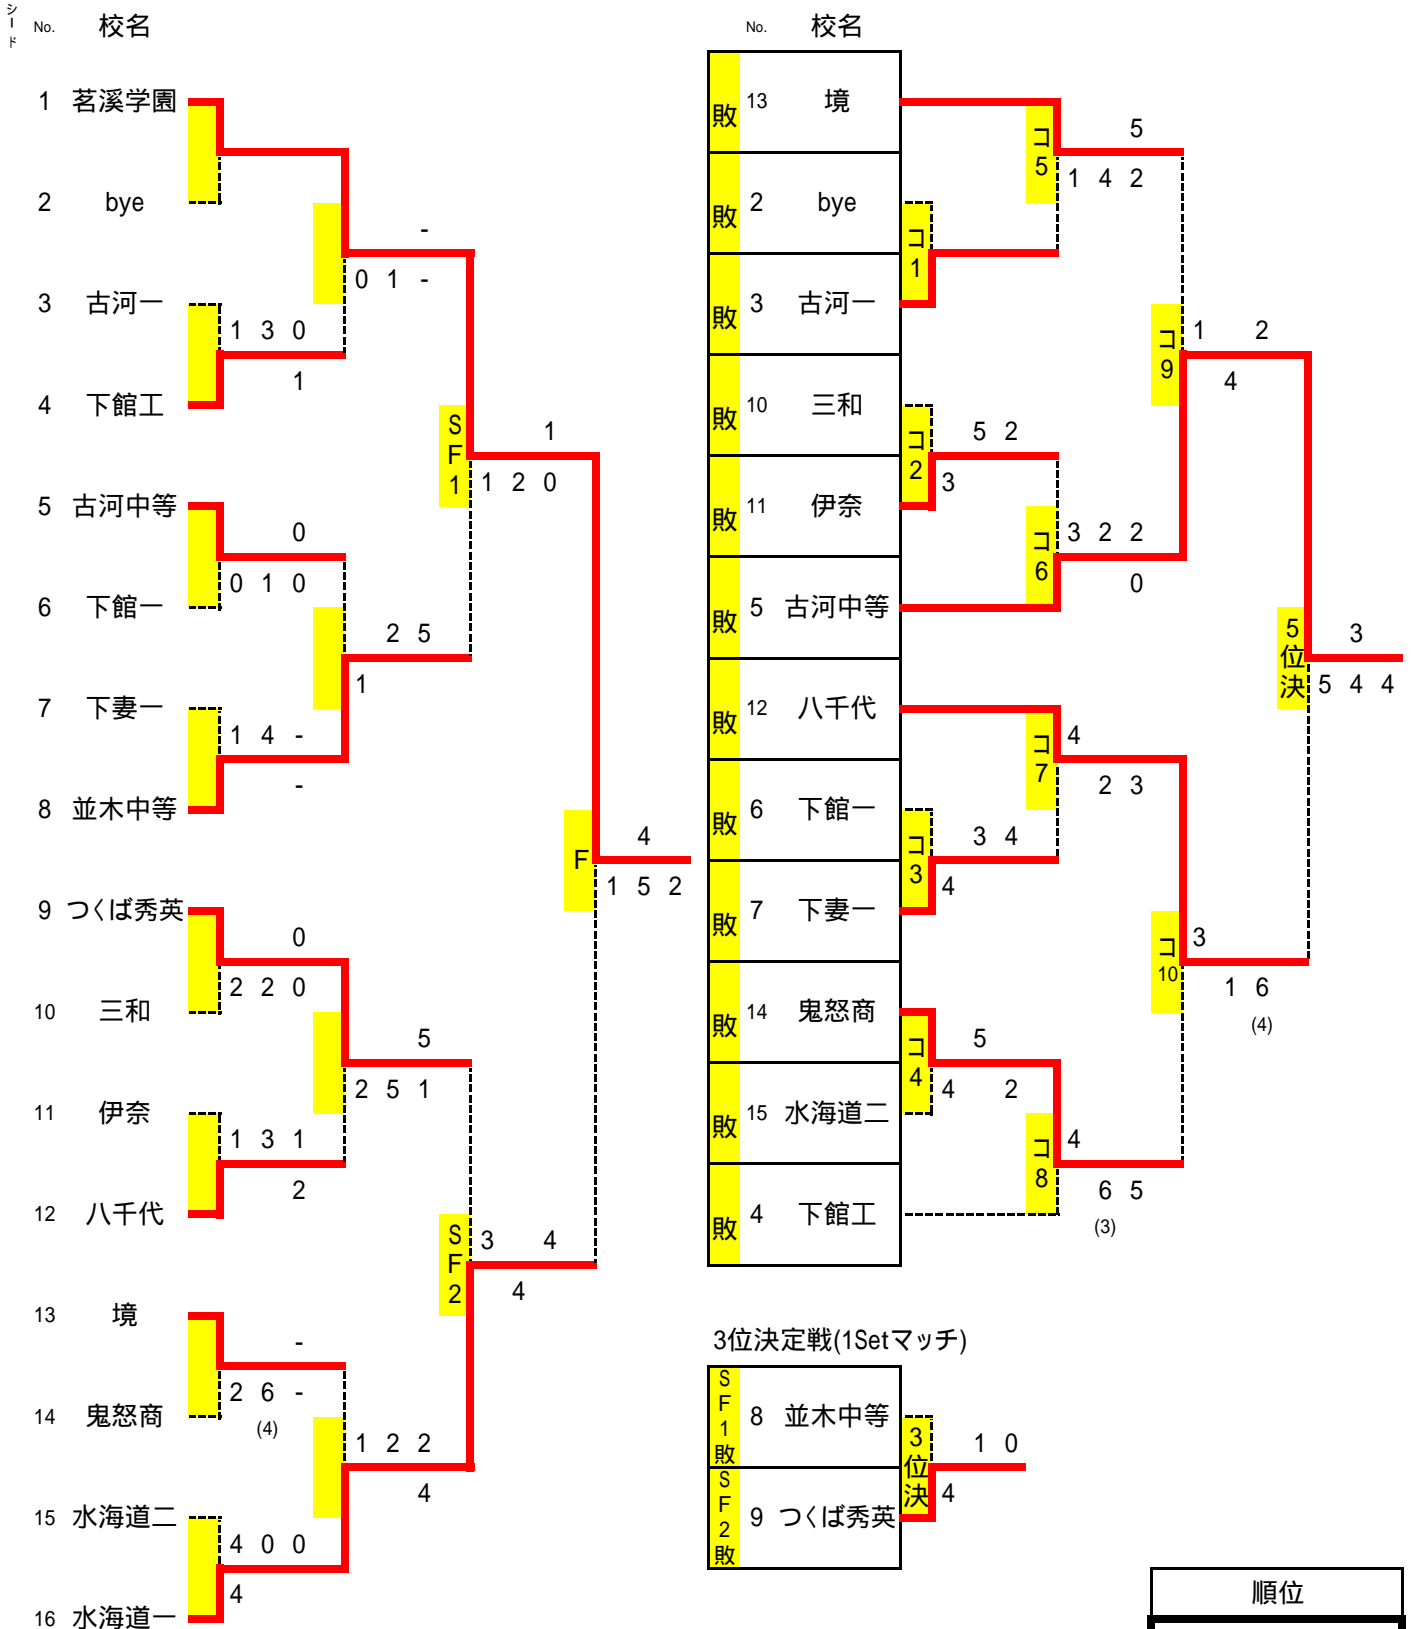 シード No. 校名
1 茗溪学園
2 bye
-
0 1 -
3 古河一
1 3 0
1
4 下館工
SF1
1
1 2 0
5 古河中等
0
0 1 0
6 下館一
2 5
1
7 下妻一
1 4 -
-
8 並木中等
F
4
1 5 2
9 つくば秀英
0
2 2 0
10 三和
5
2 5 1
11 伊奈
1 3 1
2
12 八千代
SF2
3 4
4
13 境
-
2 6 -
(4)
14 鬼怒商
1 2 2
4
15 水海道二
4 0 0
4
16 水海道一
No. 校名
敗 13 境
コ5
5
1 4 2
敗 2 bye
コ1
敗 3 古河一
コ9
1 2
4
敗 10 三和
コ2
5 2
3
敗 11 伊奈
コ6
3 2 2
0
敗 5 古河中等
5位決
3
5 4 4
敗 12 八千代
コ7
4
2 3
敗 6 下館一
コ3
3 4
4
敗 7 下妻一
コ10
3
1 6
(4)
敗 14 鬼怒商
コ4
5
4 2
敗 15 水海道二
コ8
4
6 5
(3)
敗 4 下館工
3位決定戦(1Setマッチ)
SF1敗 8 並木中等
3位決
1 0
4
SF2敗 9 つくば秀英
順位